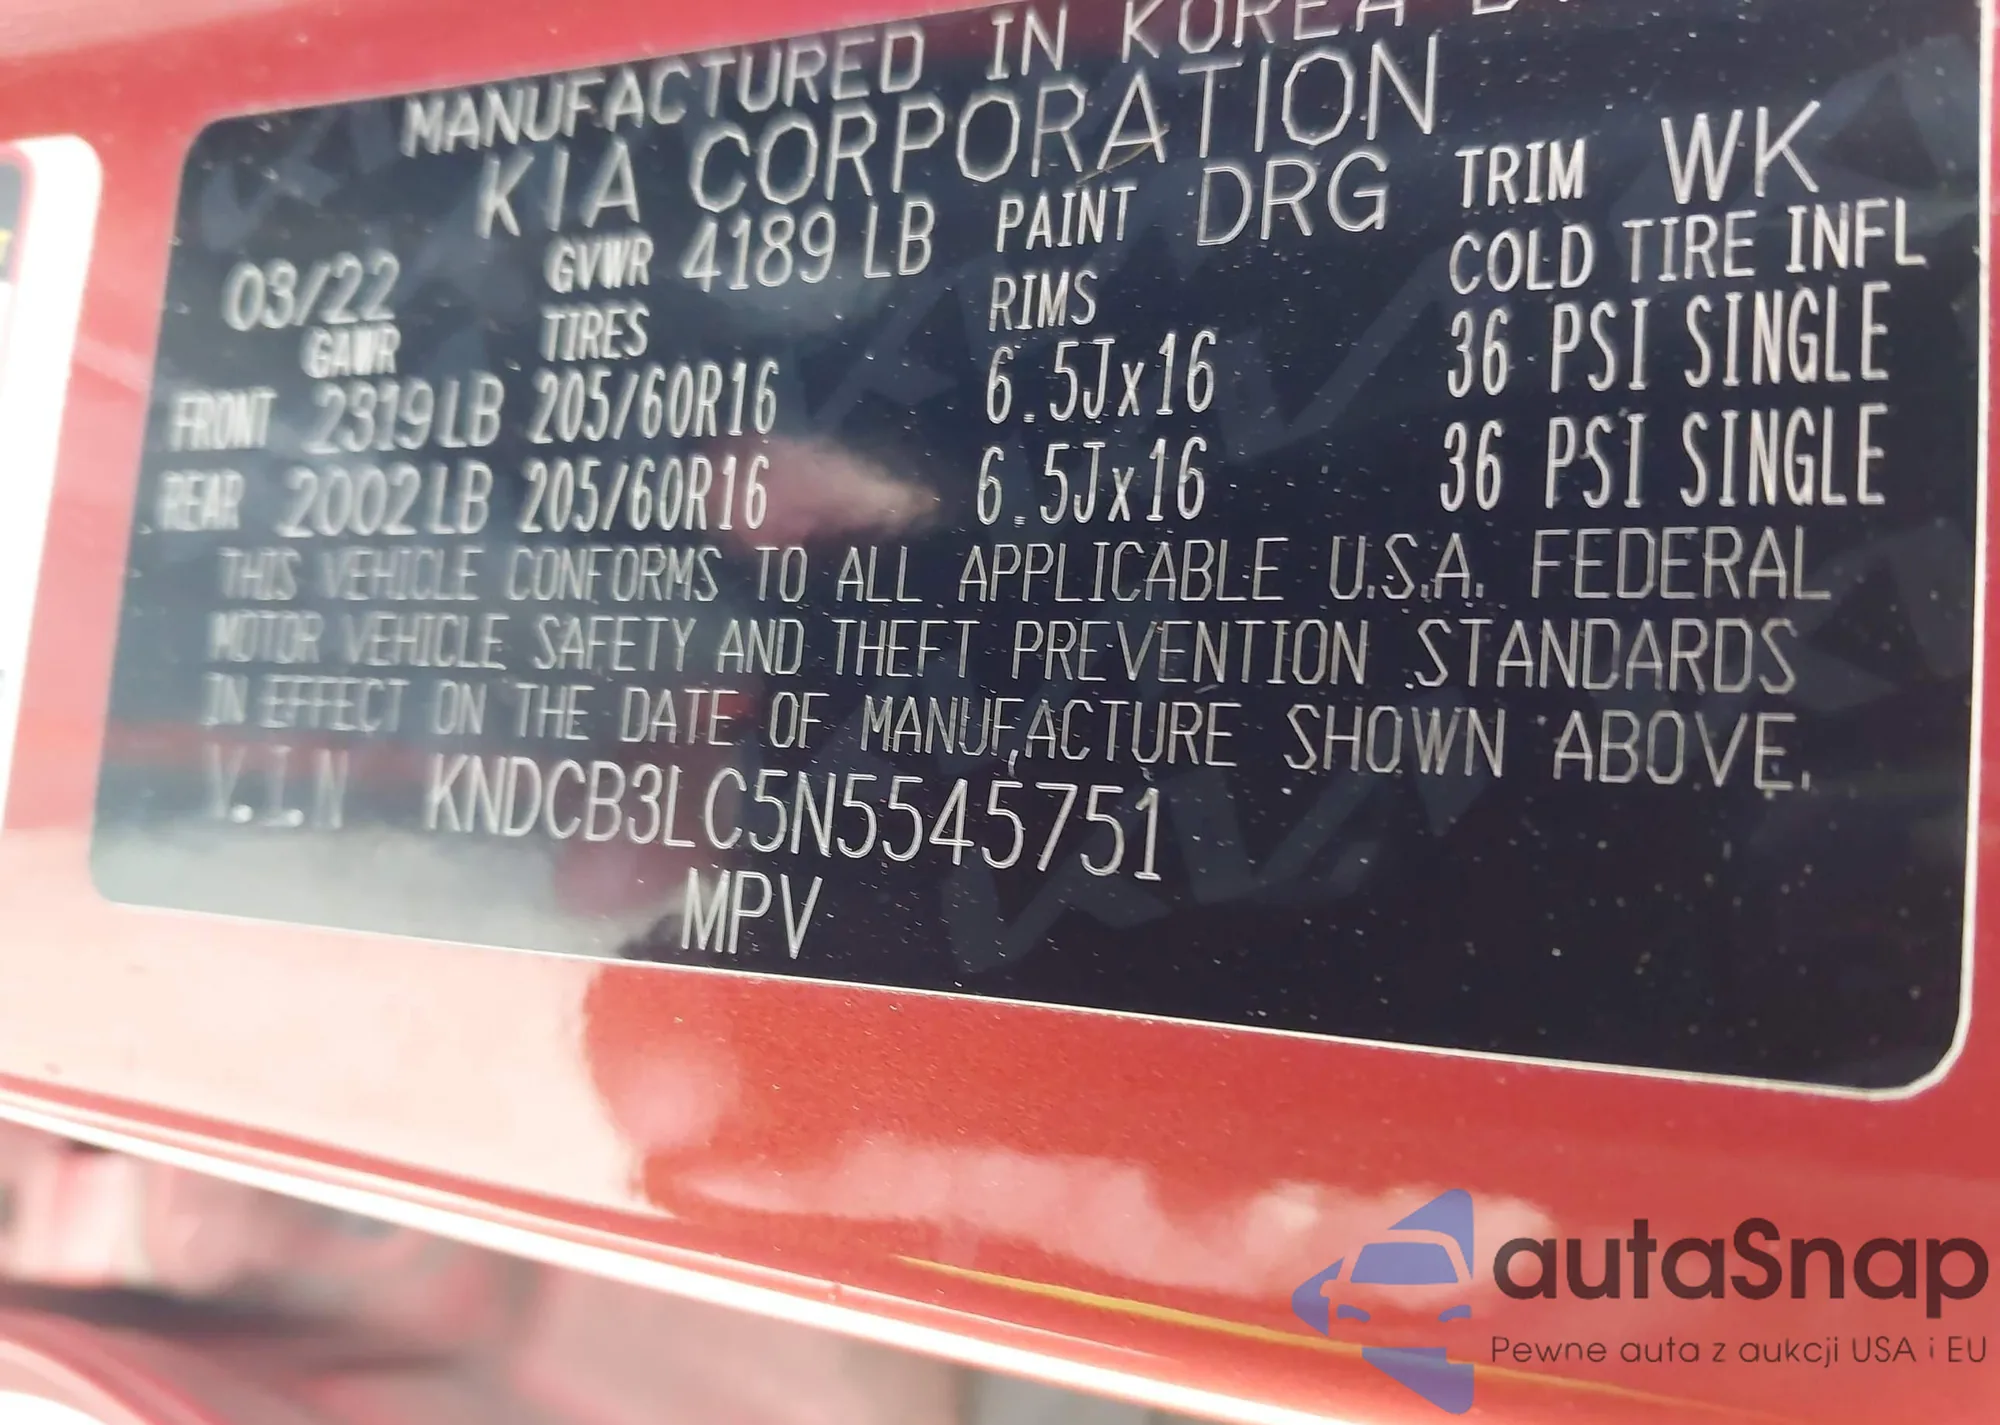 MANUFACTURED IN KOREA
KIA CORPORATION
03/22 GVWR 4189 LB PAINT DRG TRIM WK
GAWR TIRES RIMS COLD TIRE INFL
FRONT 2319 LB 205/60R16 6.5Jx16 36 PSI SINGLE
REAR 2002 LB 205/60R16 6.5Jx16 36 PSI SINGLE
THIS VEHICLE CONFORMS TO ALL APPLICABLE U.S.A. FEDERAL
MOTOR VEHICLE SAFETY AND THEFT PREVENTION STANDARDS
IN EFFECT ON THE DATE OF MANUFACTURE SHOWN ABOVE.
V.I.N KNDCB3LC5N5545751
MPV
autaSnap
Pewne auta z aukcji USA i EU